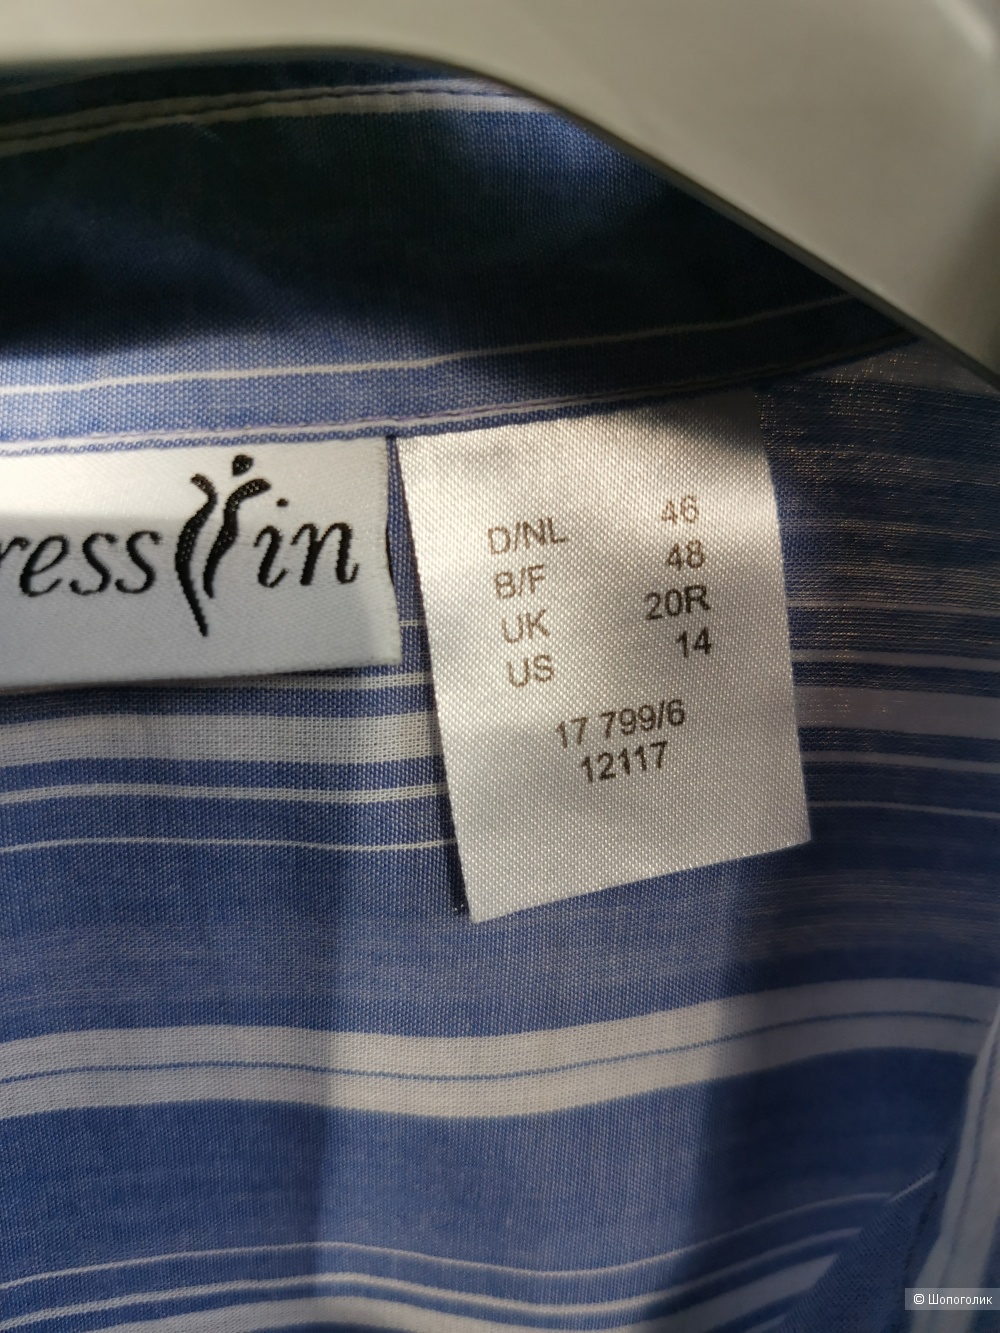 ress in
D/NL 46
B/F 48
UK 20R
US 14
17 799/6
12117
© Шопоголик